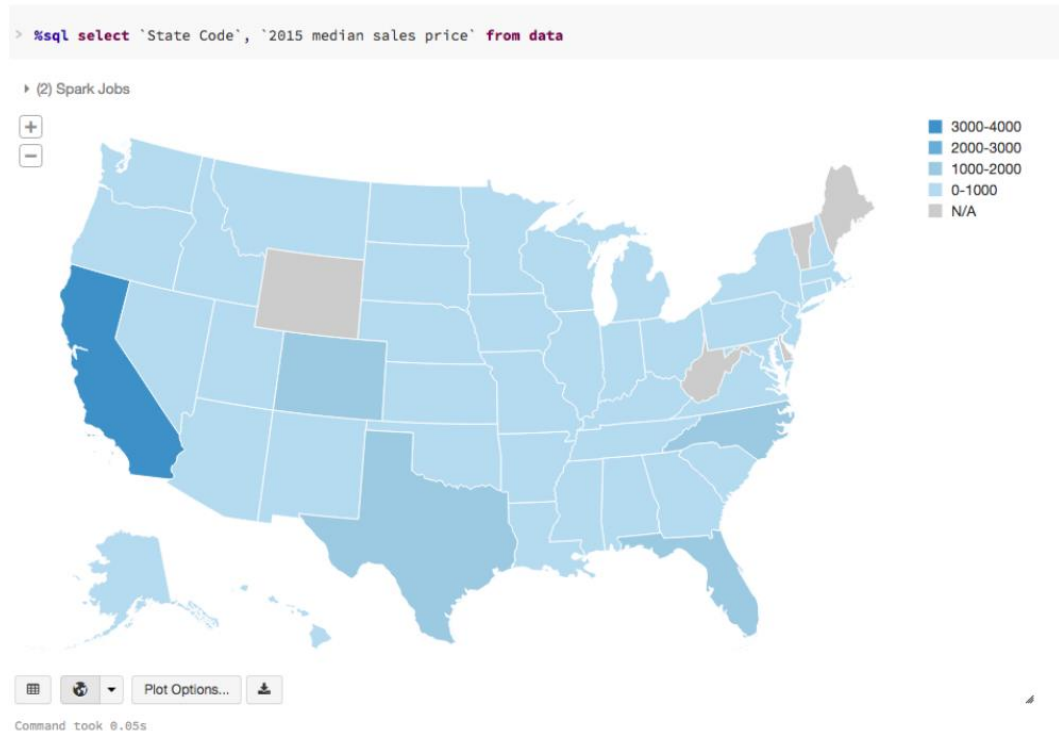 > %sql select `State Code`, `2015 median sales price` from data
(2) Spark Jobs
+
−
3000-4000
2000-3000
1000-2000
0-1000
N/A
Plot Options...
Command took 0.05s